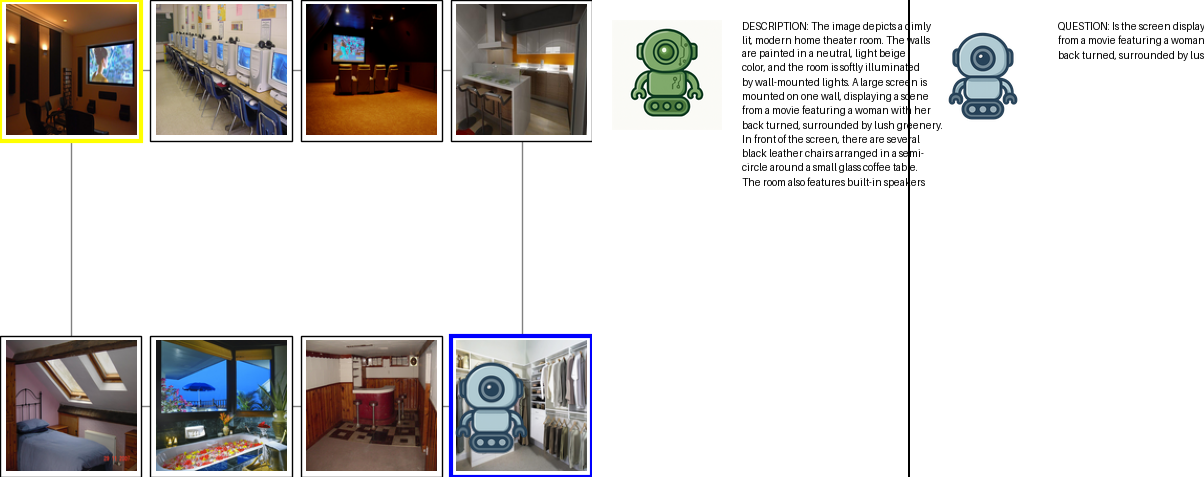 DESCRIPTION: The image depicts a dimly
lit, modern home theater room. The walls
are painted in a neutral, light beige
color, and the room is softly illuminated
by wall-mounted lights. A large screen is
mounted on one wall, displaying a scene
from a movie featuring a woman with her
back turned, surrounded by lush greenery.
In front of the screen, there are several
black leather chairs arranged in a semi-
circle around a small glass coffee table.
The room also features built-in speakers
QUESTION: Is the screen display
from a movie featuring a woman
back turned, surrounded by lus